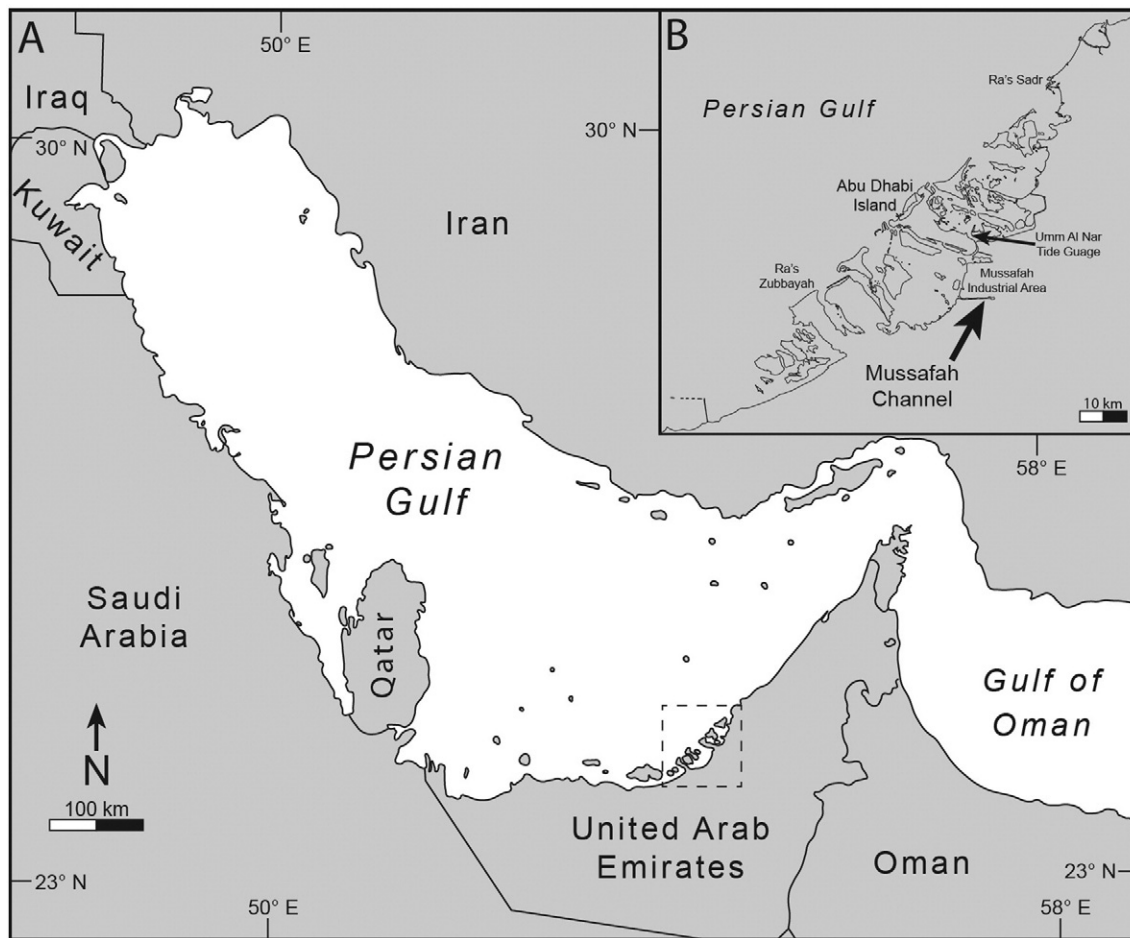 A
50° E
Iraq
30° N
Kuwait
Iran
Persian
Gulf
Saudi
Arabia
Qatar
N
100 km
United Arab
Emirates
Oman
Gulf of
Oman
23° N
50° E
23° N
58° E
58° E
30° N
B
Persian Gulf
Ra's Sadr
Abu Dhabi
Island
Umm Al Nar
Tide Guage
Ra's
Zubbayah
Mussafah
Industrial Area
Mussafah
Channel
10 km